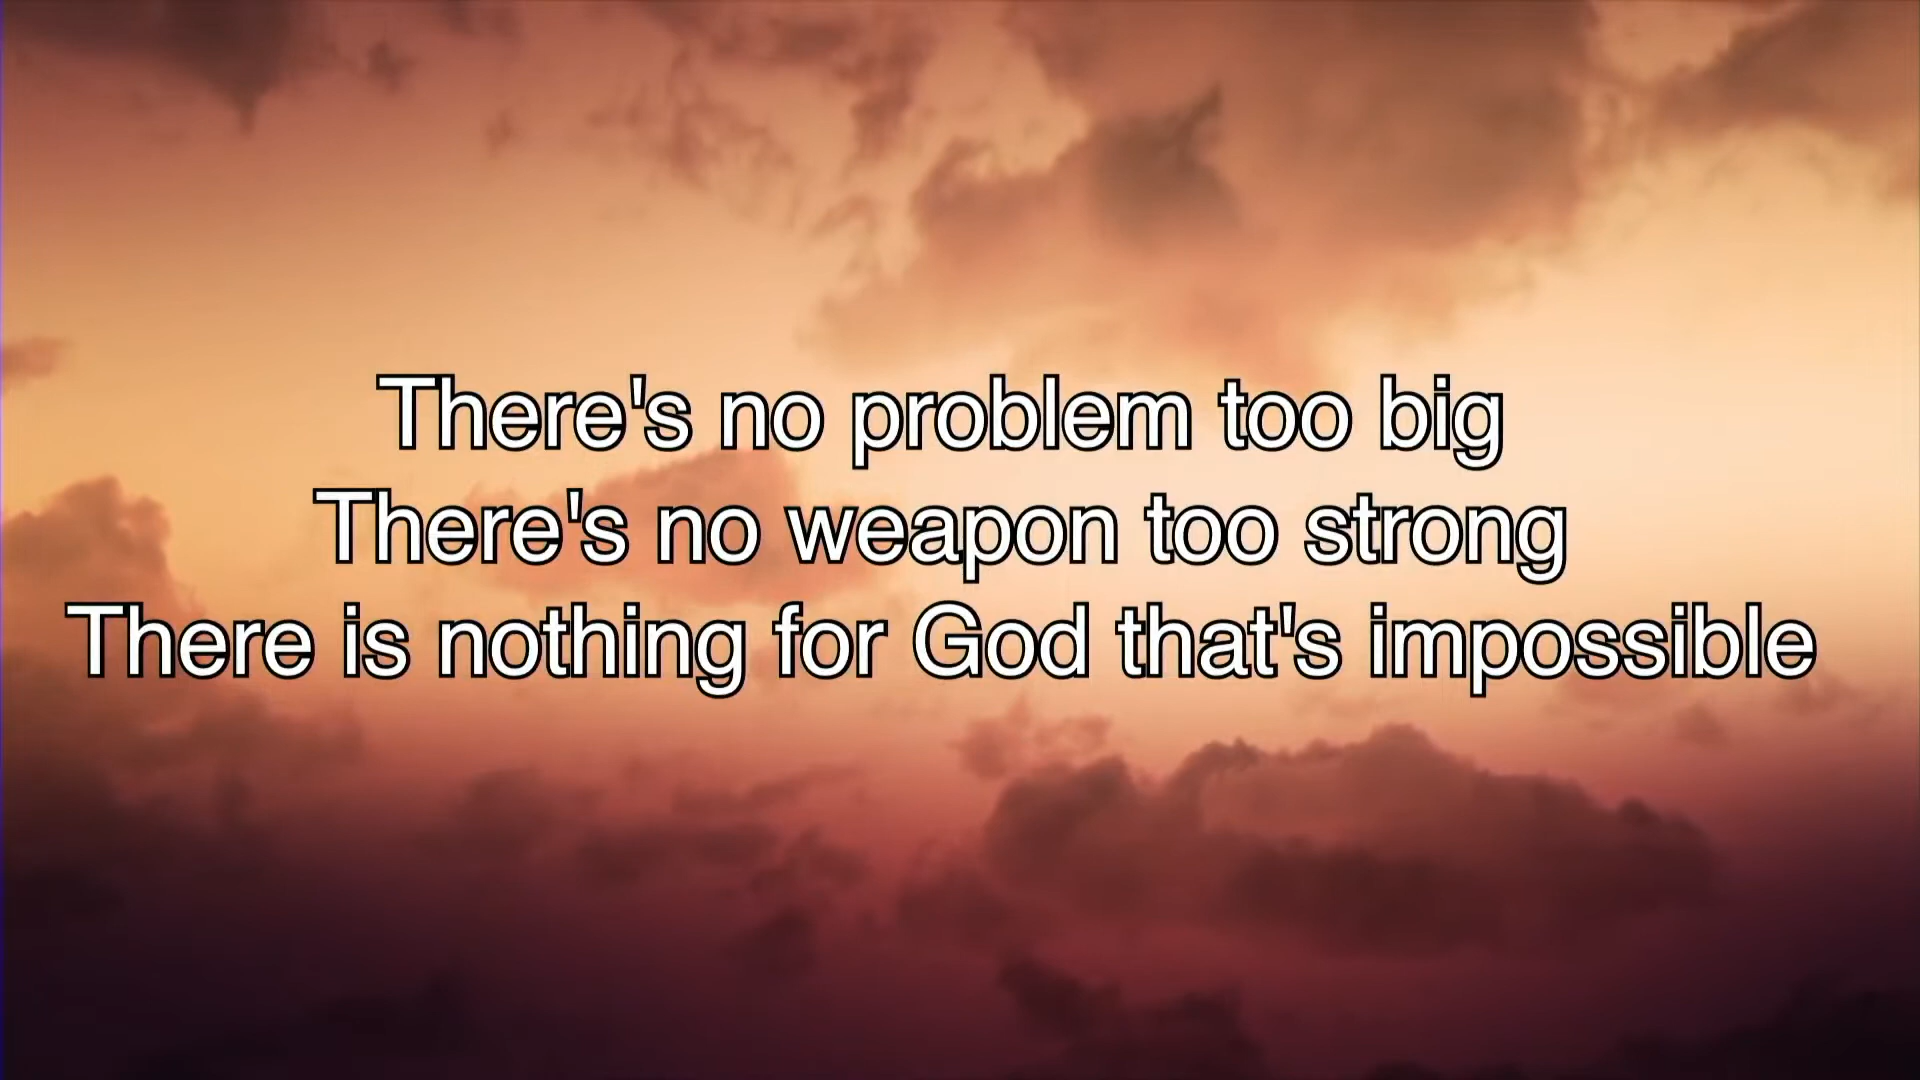 There's no problem too big
There's no weapon too strong
There is nothing for God that's impossible